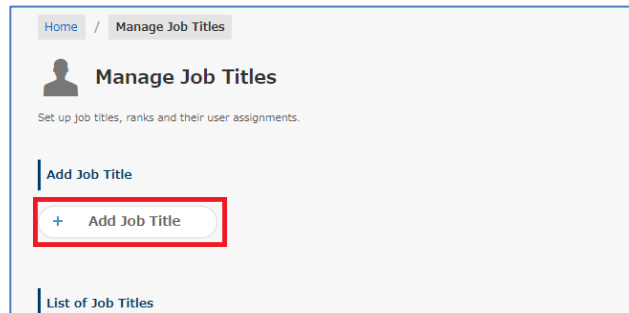 Home / Manage Job Titles
Manage Job Titles
Set up job titles, ranks and their user assignments.
Add Job Title
+ Add Job Title
List of Job Titles